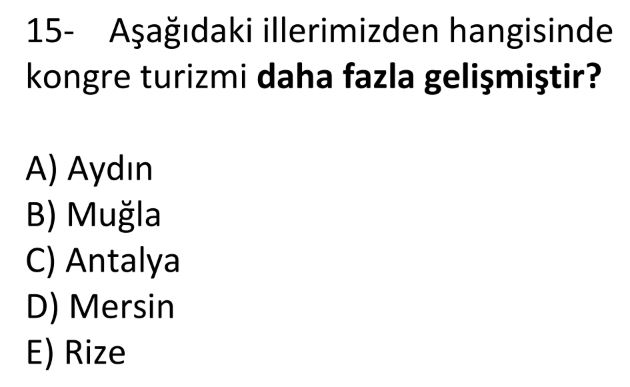 15- Aşağıdaki illerimizden hangisinde
kongre turizmi daha fazla gelişmiştir?
A) Aydın
B) Muğla
C) Antalya
D) Mersin
E) Rize